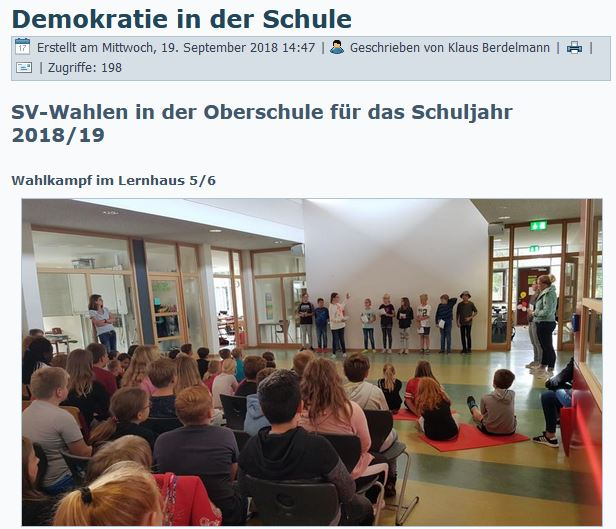 Demokratie in der Schule
17 Erstellt am Mittwoch, 19. September 2018 14:47 | Geschrieben von Klaus Berdelmann | |
| Zugriffe: 198
SV-Wahlen in der Oberschule für das Schuljahr
2018/19
Wahlkampf im Lernhaus 5/6